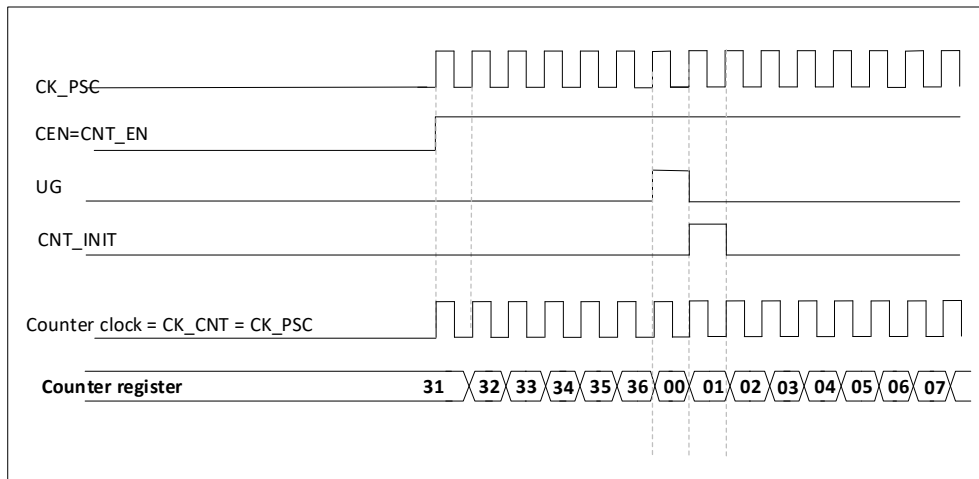 CK_PSC
CEN=CNT_EN
UG
CNT_INIT
Counter clock = CK_CNT = CK_PSC
Counter register 31 32 33 34 35 36 00 01 02 03 04 05 06 07